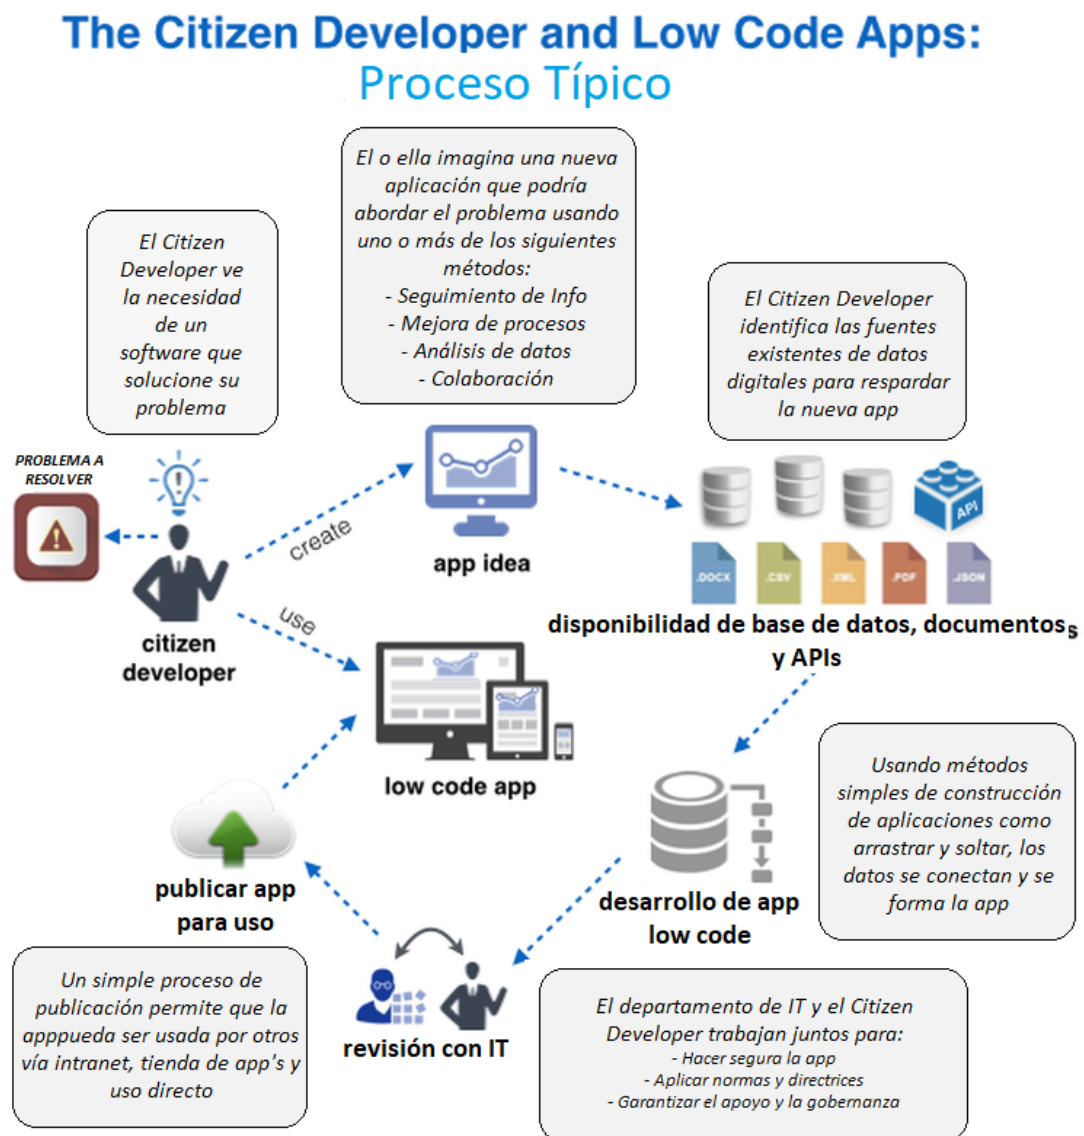 The Citizen Developer and Low Code Apps:
Proceso Típico
El o ella imagina una nueva
aplicación que podría
abordar el problema usando
uno o más de los siguientes
métodos:
- Seguimiento de Info
- Mejora de procesos
- Análisis de datos
- Colaboración
El Citizen
Developer ve
la necesidad
de un
software que
solucione su
problema
El Citizen Developer
identifica las fuentes
existentes de datos
digitales para respardar
la nueva app
PROBLEMA A
RESOLVER
create
app idea
API
.DOCX
.CSV
.XML
.PDF
.JSON
disponibilidad de base de datos, documentos
y APIs
citizen
developer
use
low code app
Usando métodos
simples de construcción
de aplicaciones como
arrastrar y soltar, los
datos se conectan y se
forma la app
desarrollo de app
low code
publicar app
para uso
Un simple proceso de
publicación permite que la
apppueda ser usada por otros
vía intranet, tienda de app's y
uso directo
revisión con IT
El departamento de IT y el Citizen
Developer trabajan juntos para:
- Hacer segura la app
- Aplicar normas y directrices
- Garantizar el apoyo y la gobernanza